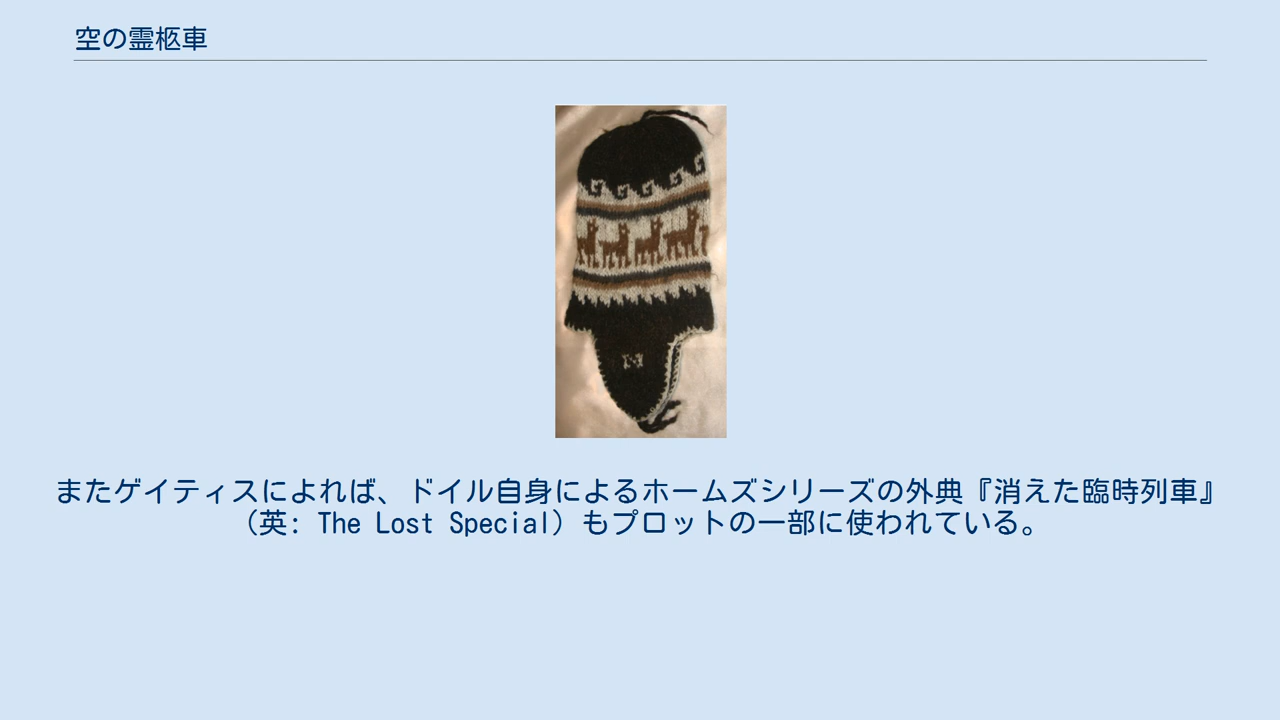 空の霊柩車
またゲイティスによれば、ドイル自身によるホームズシリーズの外典『消えた臨時列車』
（英: The Lost Special）もプロットの一部に使われている。